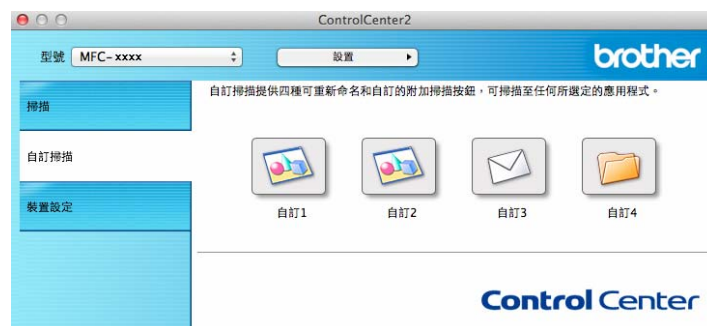 ControlCenter2
型號 MFC-xxxx 設置 brother
自訂掃描提供四種可重新命名和自訂的附加掃描按鈕，可掃描至任何所選定的應用程式。
掃描
自訂掃描
裝置設定
自訂1 自訂2 自訂3 自訂4
Control Center